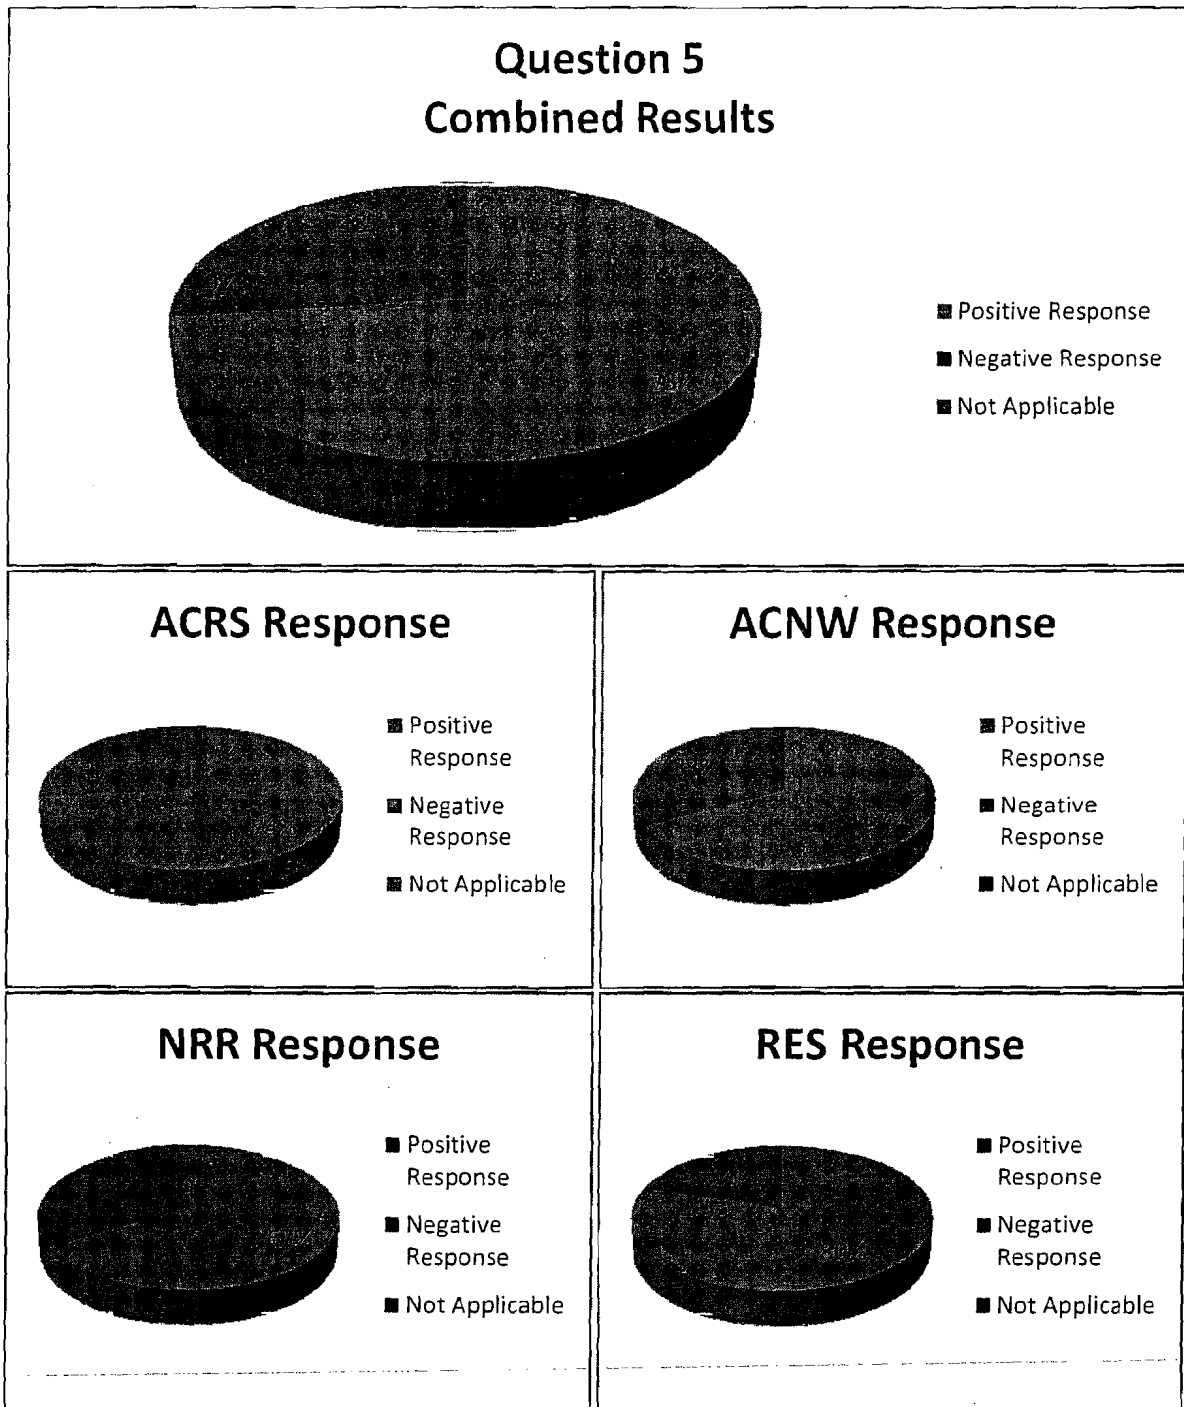 Question 5
Combined Results
Positive Response
Negative Response
Not Applicable
ACRS Response
Positive
Response
Negative
Response
Not Applicable
ACNW Response
Positive
Response
Negative
Response
Not Applicable
NRR Response
Positive
Response
Negative
Response
Not Applicable
RES Response
Positive
Response
Negative
Response
Not Applicable